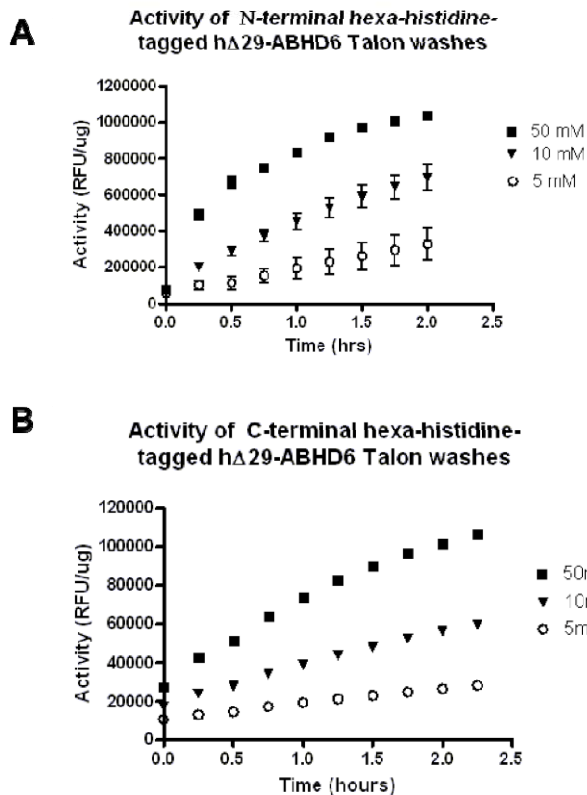 A
Activity of N-terminal hexa-histidine-
tagged hΔ29-ABHD6 Talon washes
Activity (RFU/ug)
1200000
1000000
800000
600000
400000
200000
0
0.0 0.5 1.0 1.5 2.0 2.5
Time (hrs)
50 mM
10 mM
5 mM
B
Activity of C-terminal hexa-histidine-
tagged hΔ29-ABHD6 Talon washes
Activity (RFU/ug)
120000
100000
80000
60000
40000
20000
0
0.0 0.5 1.0 1.5 2.0 2.5
Time (hours)
50m
10m
5m